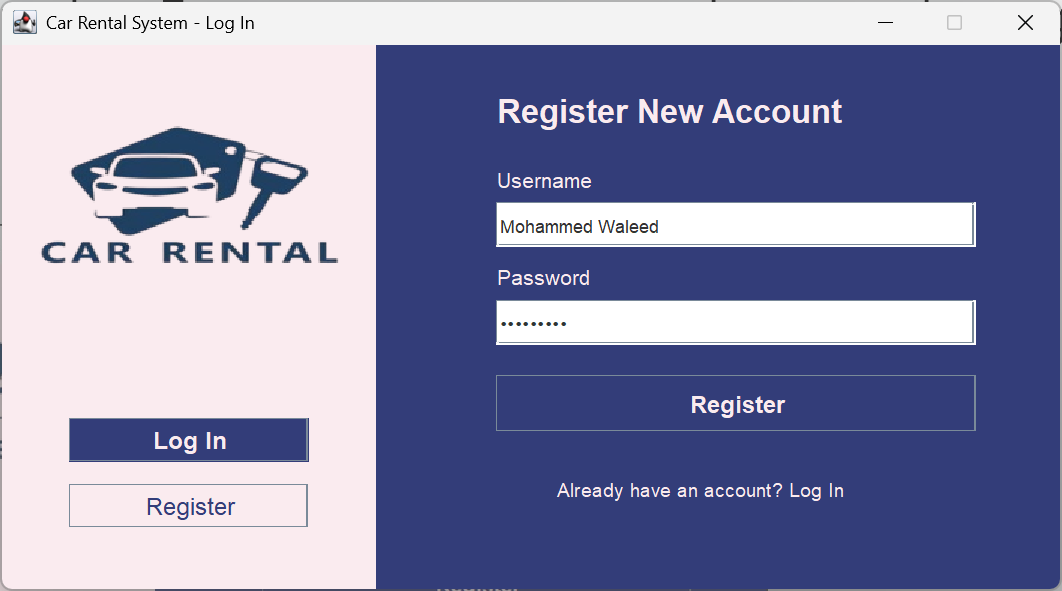 Car Rental System - Log In
CAR RENTAL
Log In
Register
Register New Account
Username
Mohammed Waleed
Password
•••••••••
Register
Already have an account? Log In